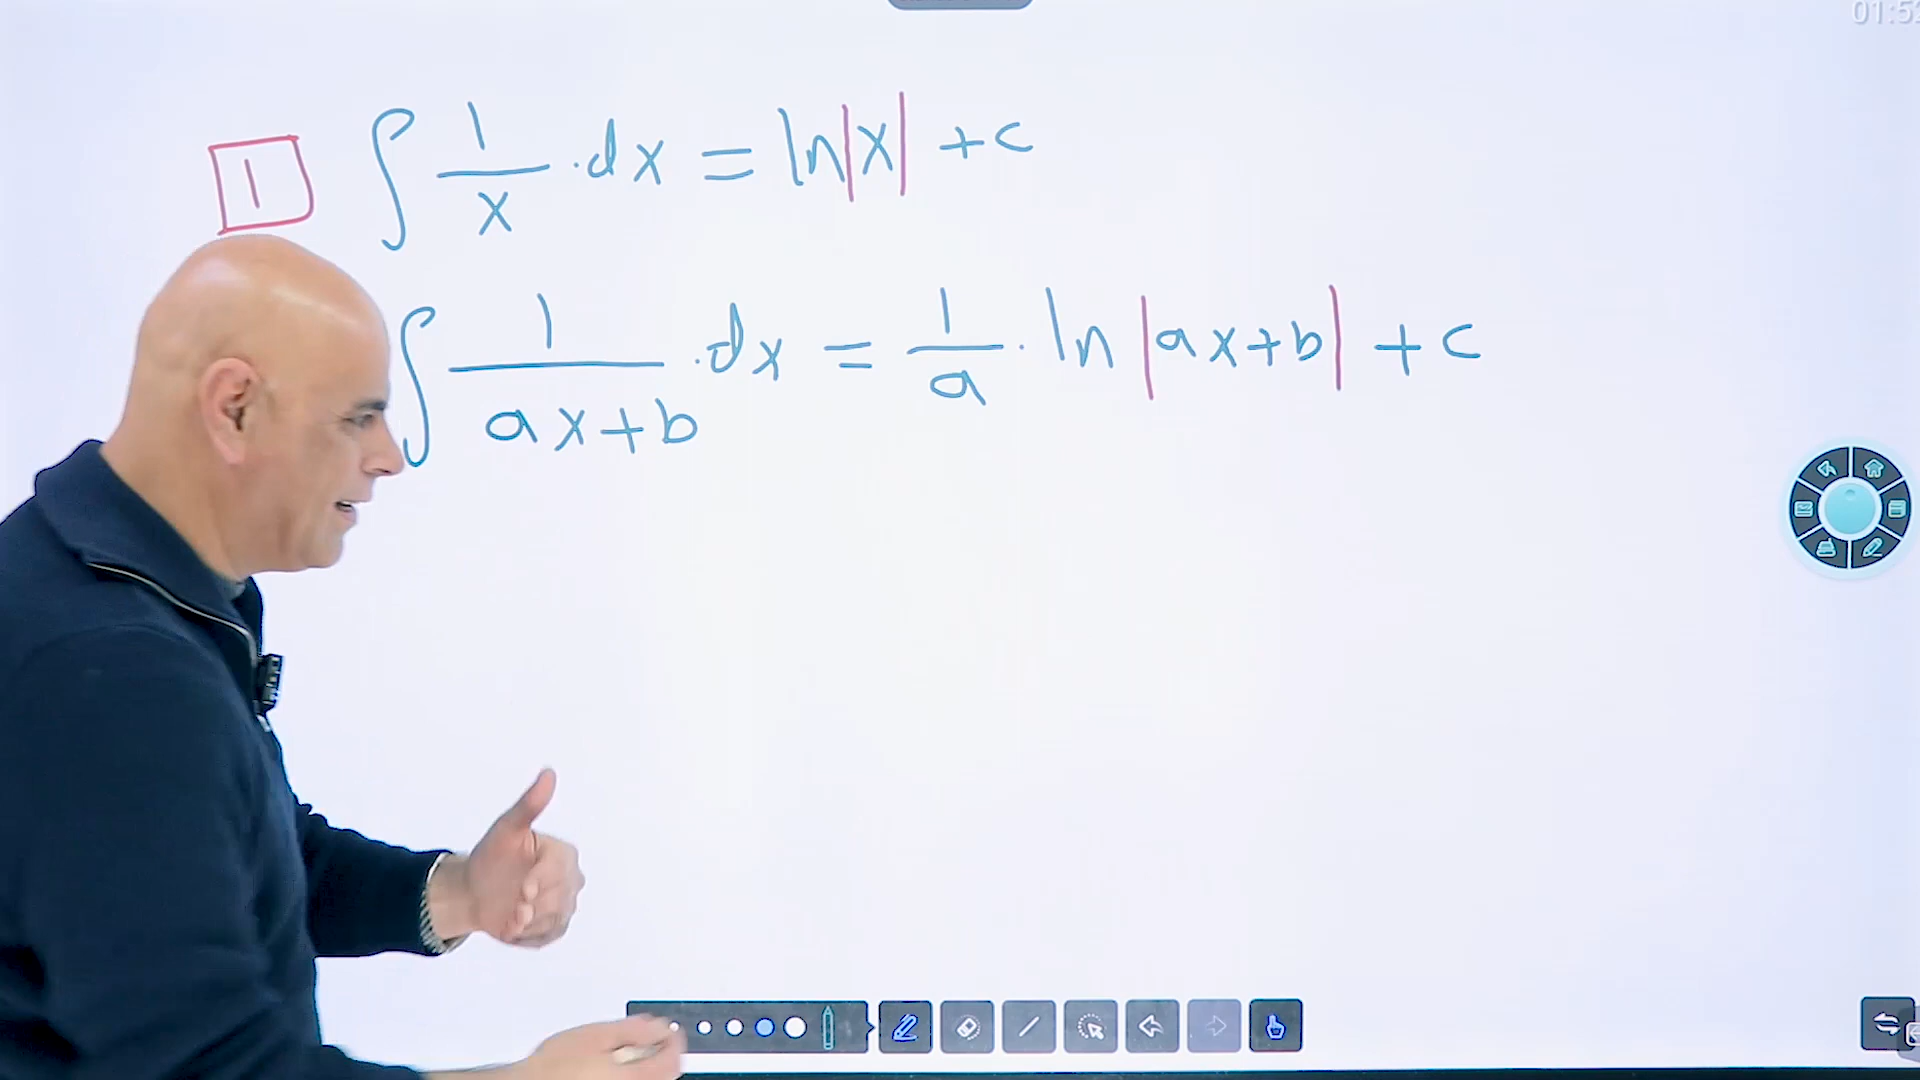 1 ∫ 1/x · dx = ln|x| + c
∫ 1/(ax+b) · dx = 1/a · ln |ax+b| + c